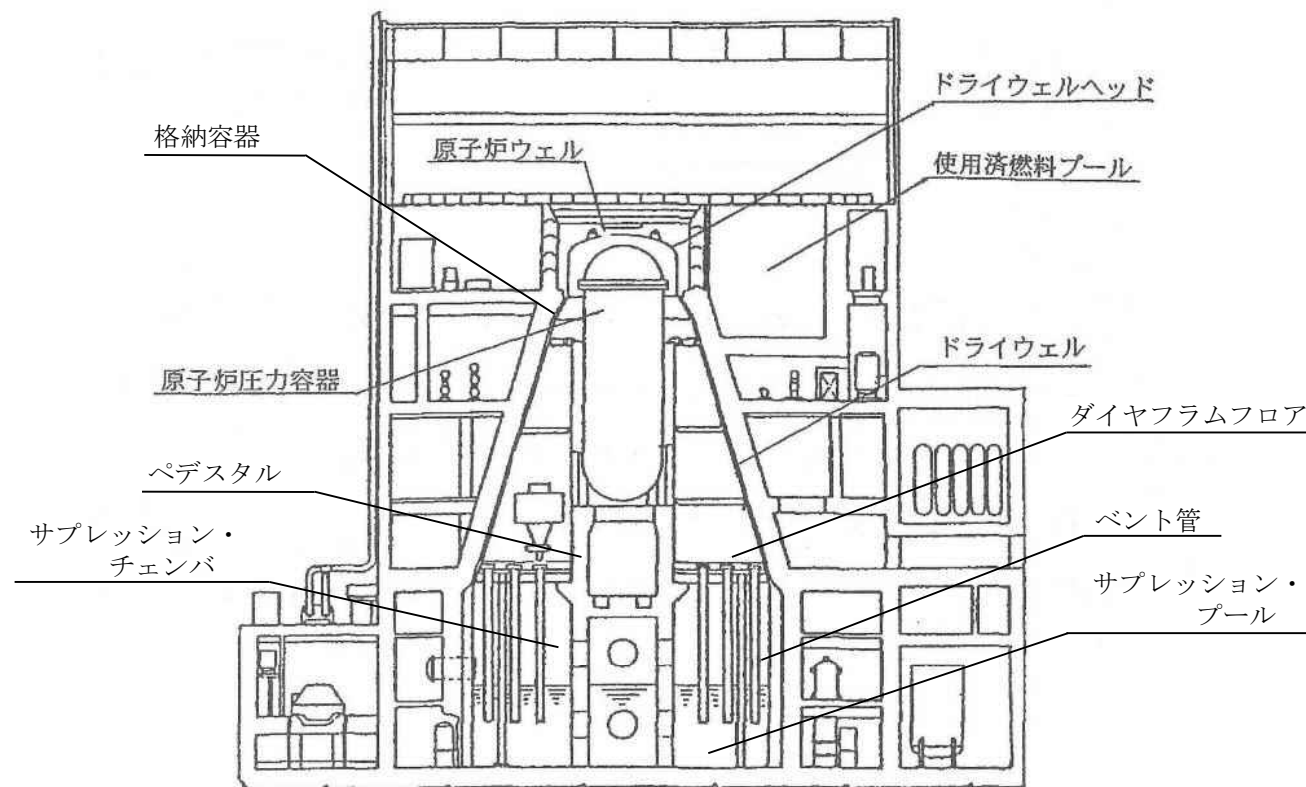 ドライウェルヘッド
格納容器
原子炉ウェル
使用済燃料プール
ドライウェル
原子炉圧力容器
ダイヤフラムフロア
ペデスタル
ベント管
サプレッション・
チェンバ
サプレッション・
プール